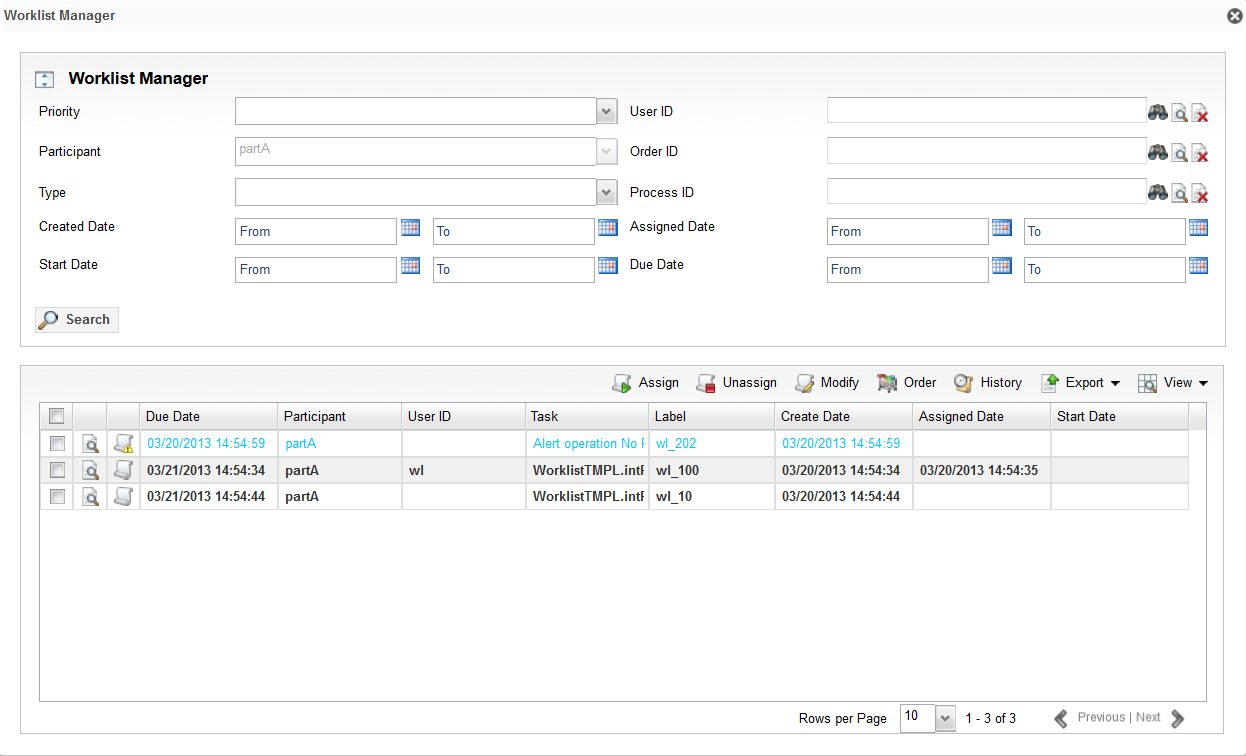 Worklist Manager
Worklist Manager
Priority User ID
Participant partA Order ID
Type Process ID
Created Date From To Assigned Date From To
Start Date From To Due Date From To
Search
Assign Unassign Modify Order History Export View
Due Date Participant User ID Task Label Create Date Assigned Date Start Date
03/20/2013 14:54:59 partA Alert operation No wl_202 03/20/2013 14:54:59
03/21/2013 14:54:34 partA wl WorklistTMPL.int wl_100 03/20/2013 14:54:34 03/20/2013 14:54:35
03/21/2013 14:54:44 partA WorklistTMPL.int wl_10 03/20/2013 14:54:44
Rows per Page 10 1 - 3 of 3 Previous | Next